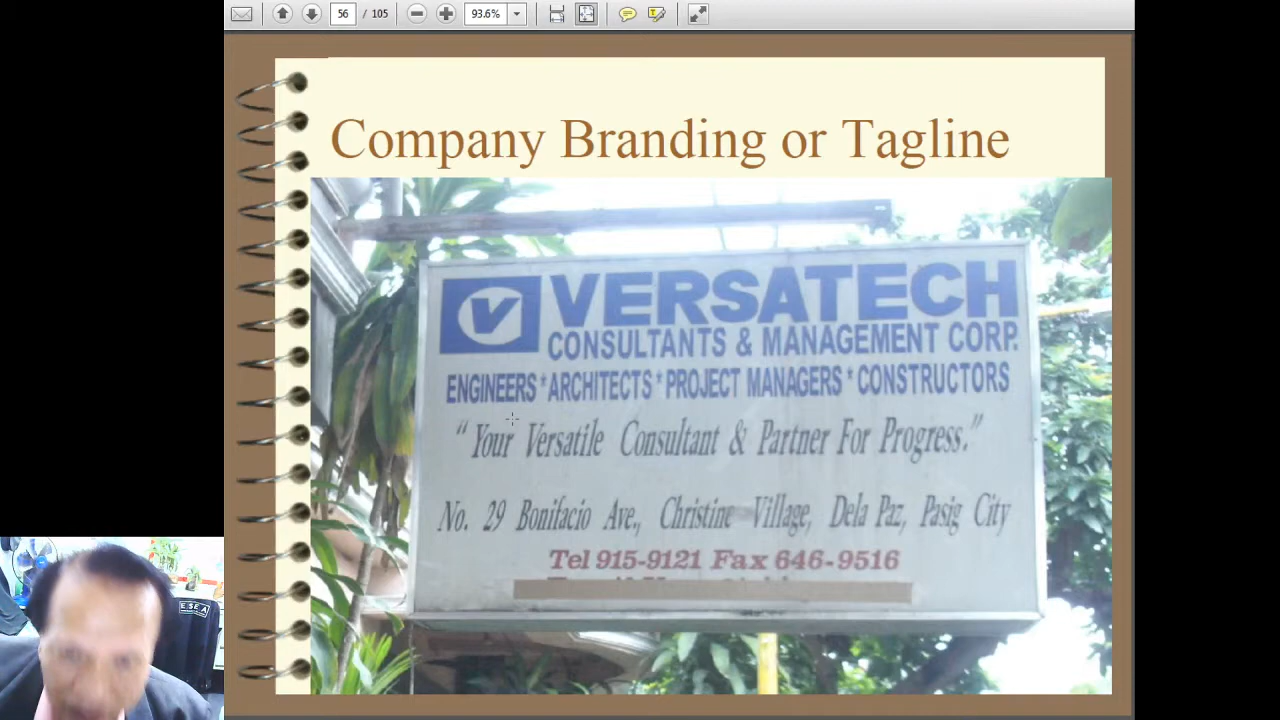 56 / 105 93.6%
Company Branding or Tagline
V VERSATECH
CONSULTANTS & MANAGEMENT CORP.
ENGINEERS * ARCHITECTS * PROJECT MANAGERS * CONSTRUCTORS
"Your Versatile Consultant & Partner For Progress."
No. 29 Bonifacio Ave., Christine Village, Dela Paz, Pasig City
Tel 915-9121 Fax 646-9516
ESEA